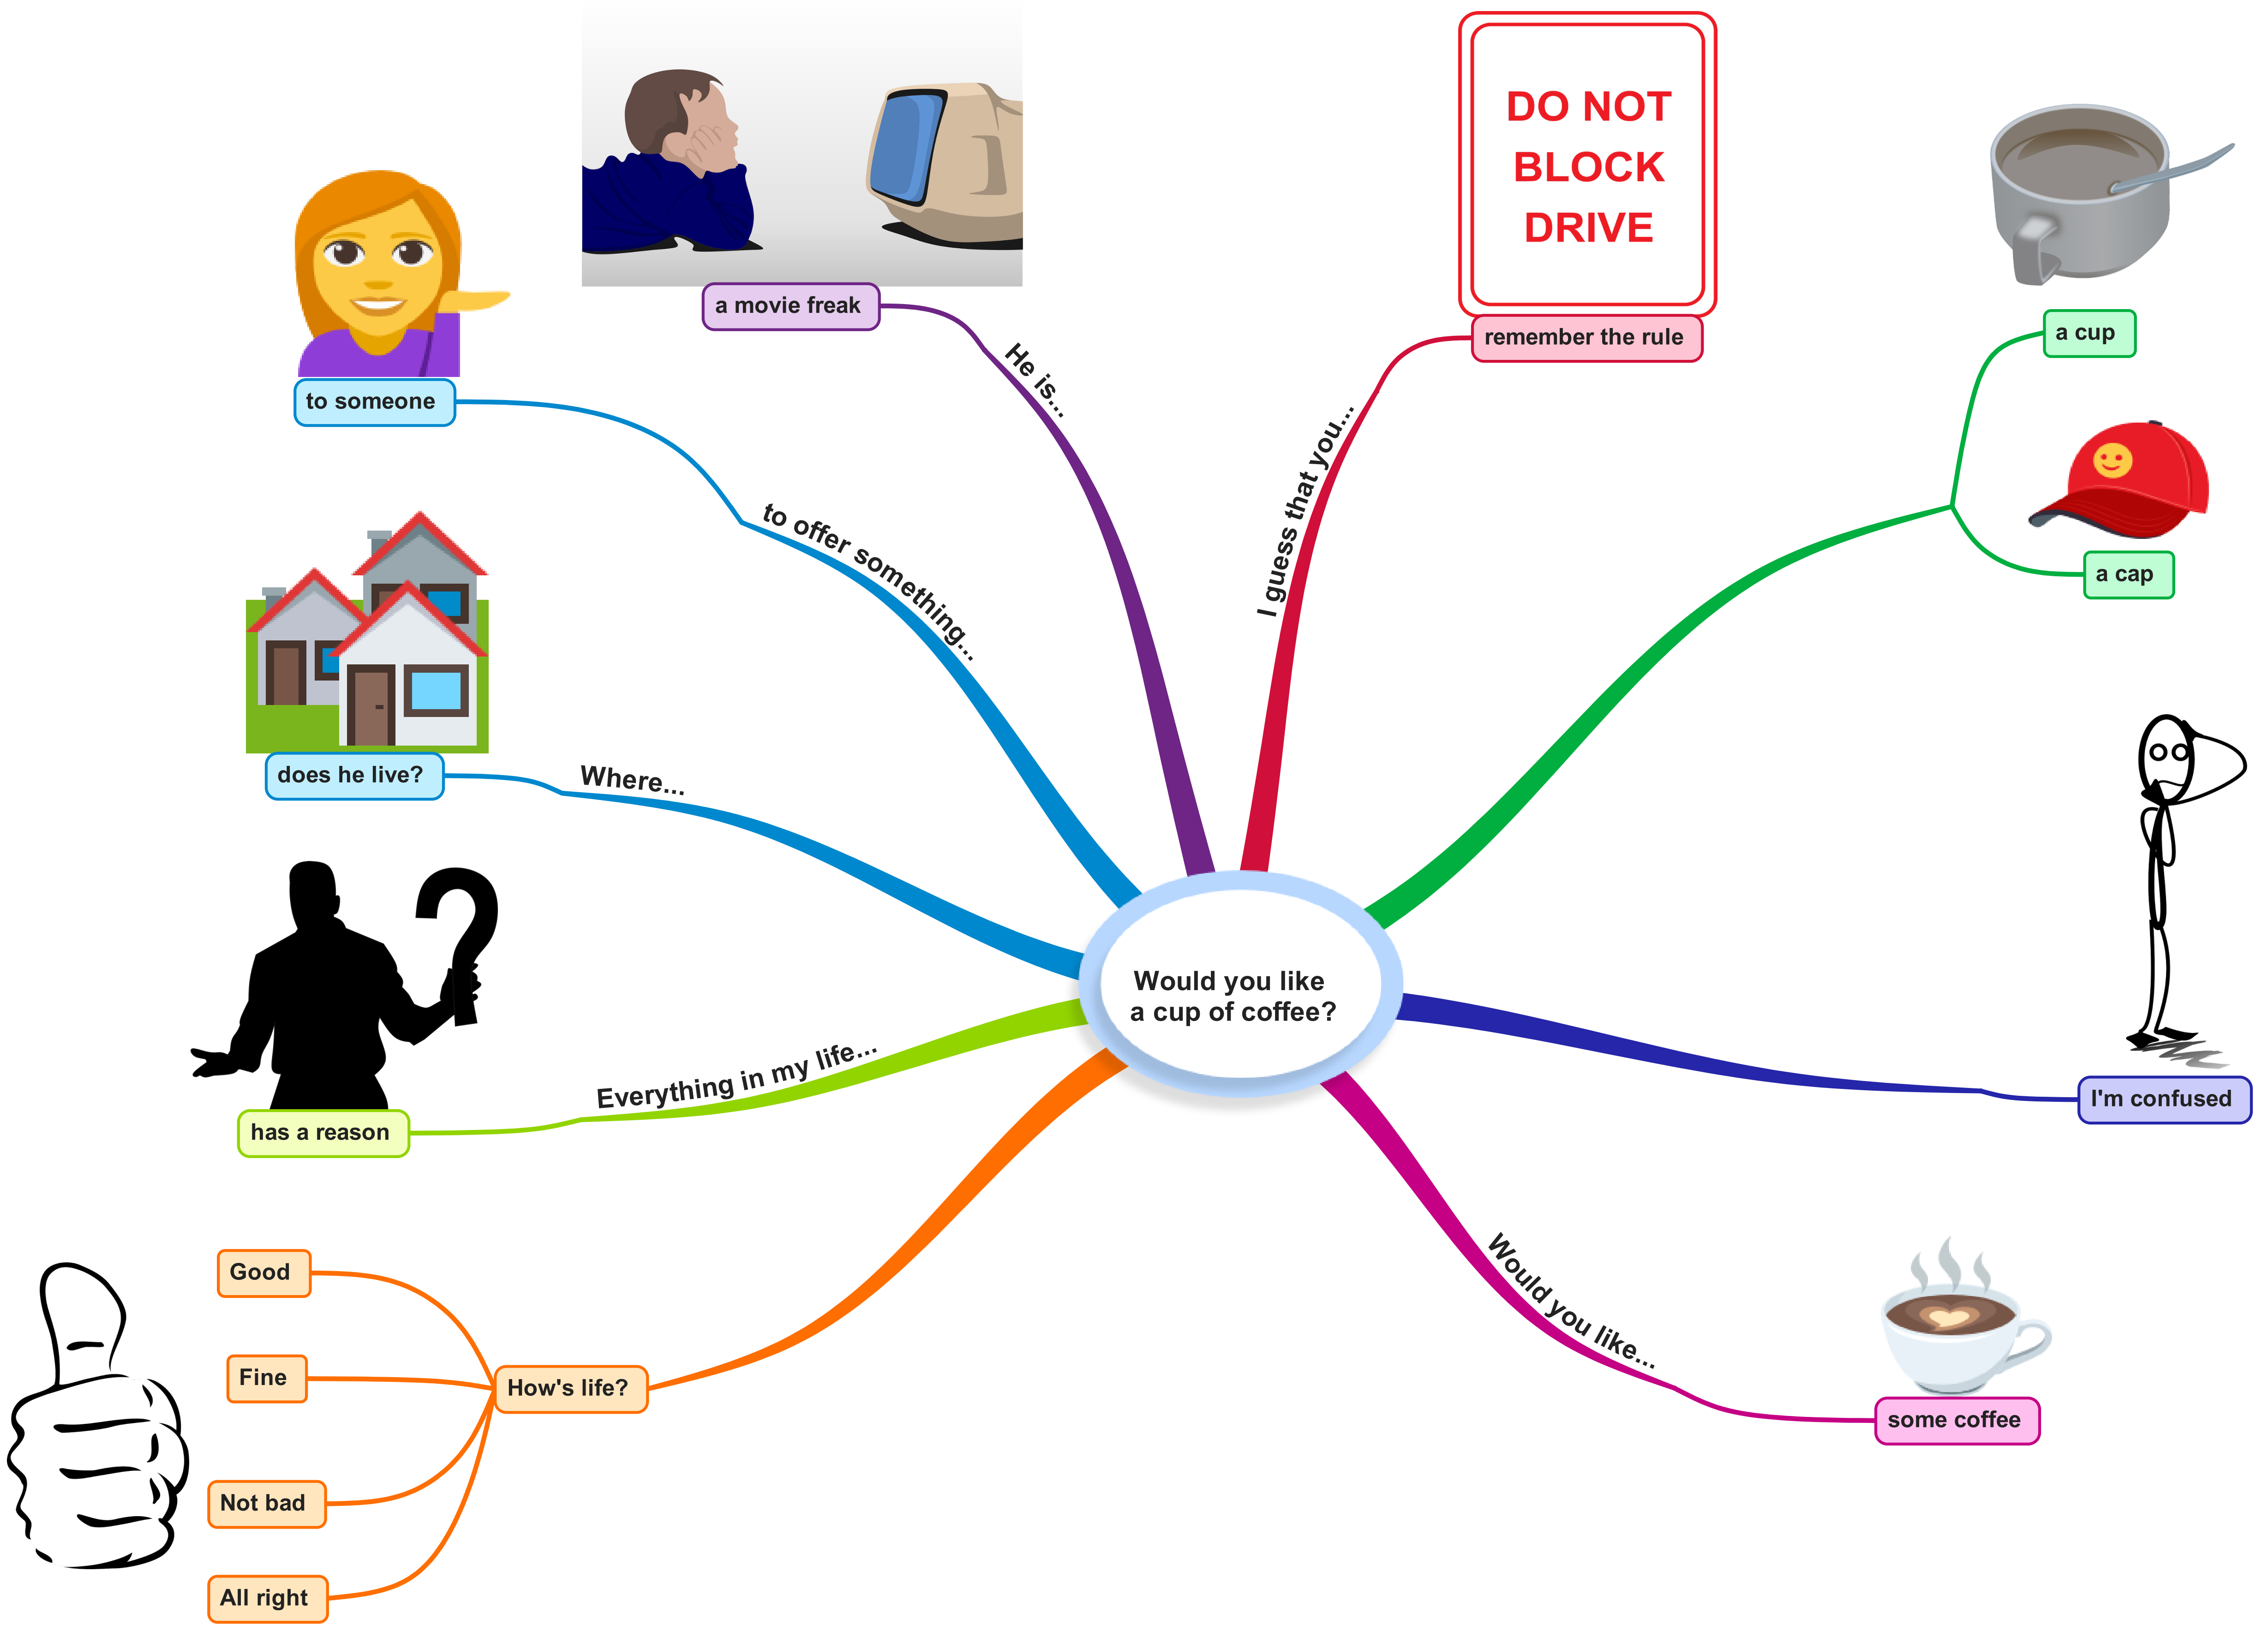 Would you like
a cup of coffee?
I guess that you...
DO NOT
BLOCK
DRIVE
remember the rule
a cup
a cap
I'm confused
Would you like...
some coffee
How's life?
Good
Fine
Not bad
All right
Everything in my life...
has a reason
Where...
does he live?
to offer something...
to someone
He is...
a movie freak